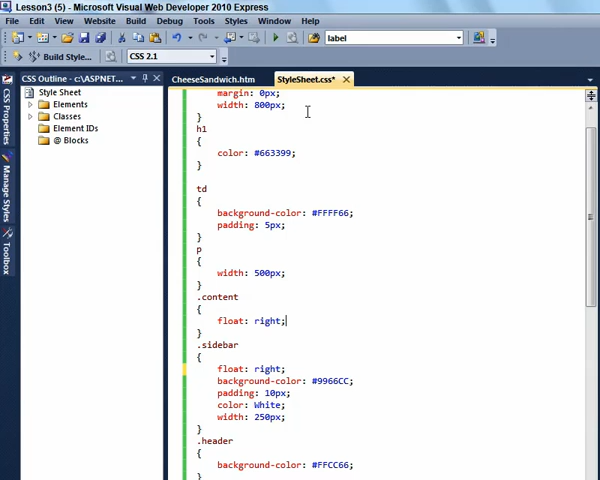 Lesson3 (5) - Microsoft Visual Web Developer 2010 Express
File Edit View Website Build Debug Tools Styles Window Help
label
Build Style... CSS 2.1
CSS Outline - c:\ASPNET...
CheeseSandwich.htm StyleSheet.css*
CSS Properties
Manage Styles
Toolbox
Style Sheet
Elements
Classes
Element IDs
@ Blocks
margin: 0px;
width: 800px;
}
h1
{
color: #663399;
}
td
{
background-color: #FFFF66;
padding: 5px;
}
p
{
width: 500px;
}
.content
{
float: right;
}
.sidebar
{
float: right;
background-color: #9966CC;
padding: 10px;
color: White;
width: 250px;
}
.header
{
background-color: #FFCC66;
}